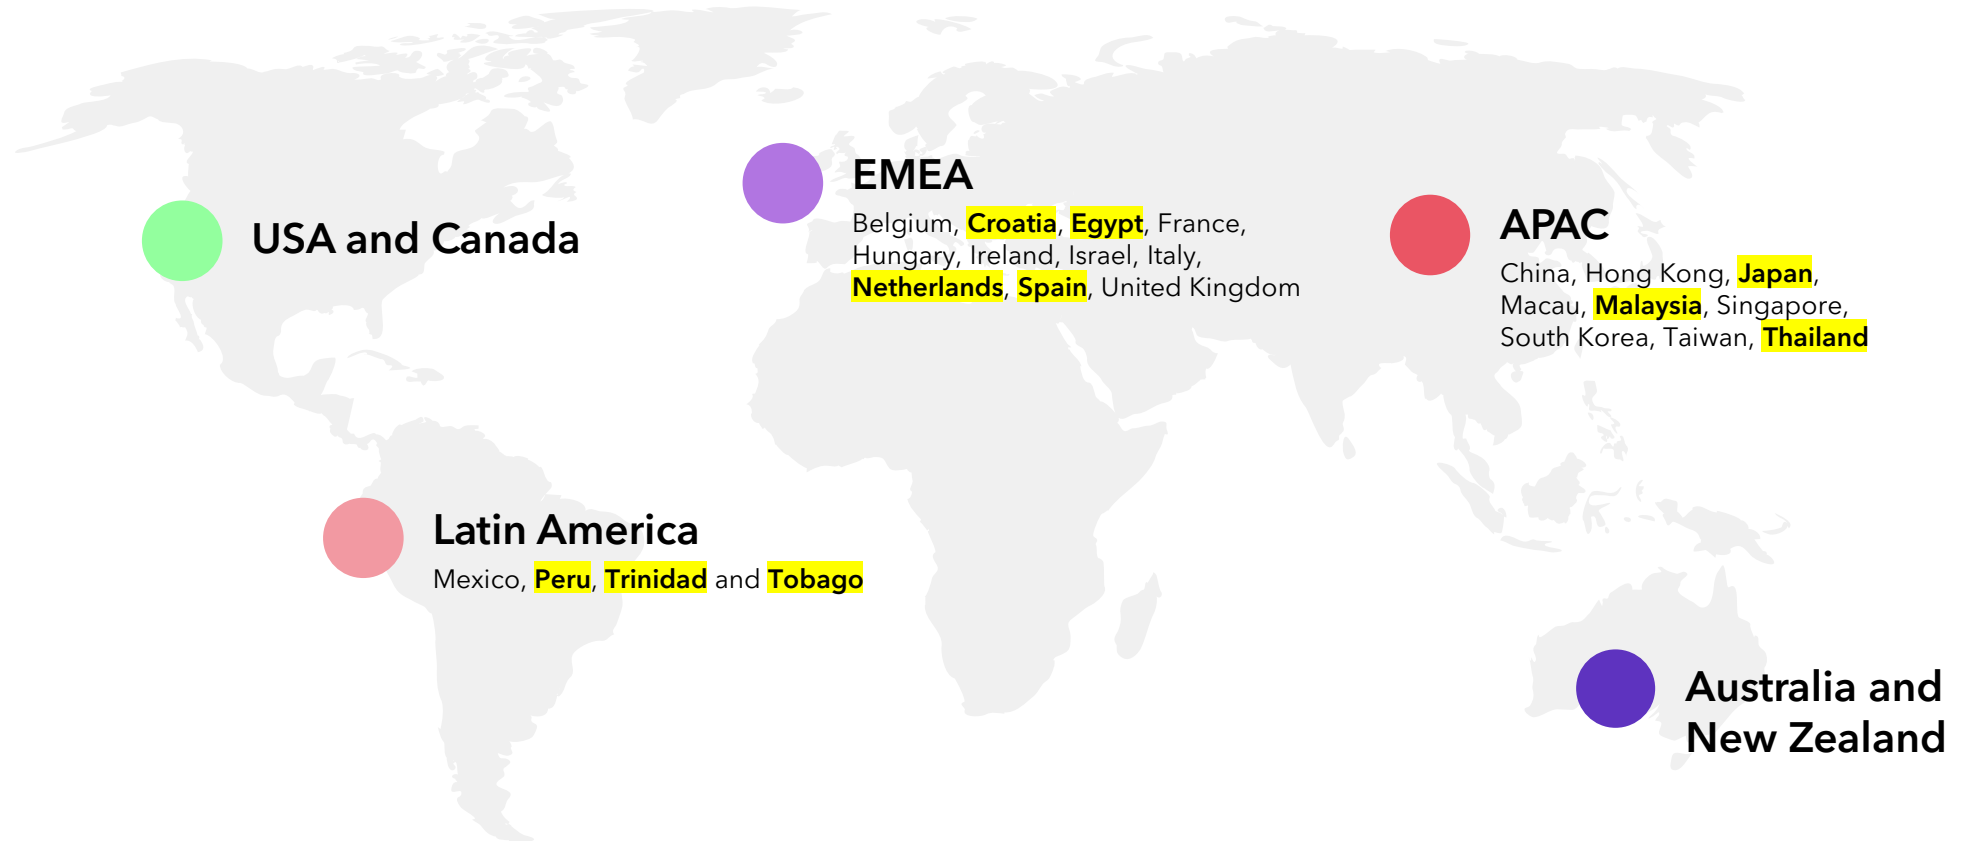 USA and Canada
EMEA
Belgium, Croatia, Egypt, France,
Hungary, Ireland, Israel, Italy,
Netherlands, Spain, United Kingdom
APAC
China, Hong Kong, Japan,
Macau, Malaysia, Singapore,
South Korea, Taiwan, Thailand
Latin America
Mexico, Peru, Trinidad and Tobago
Australia and
New Zealand